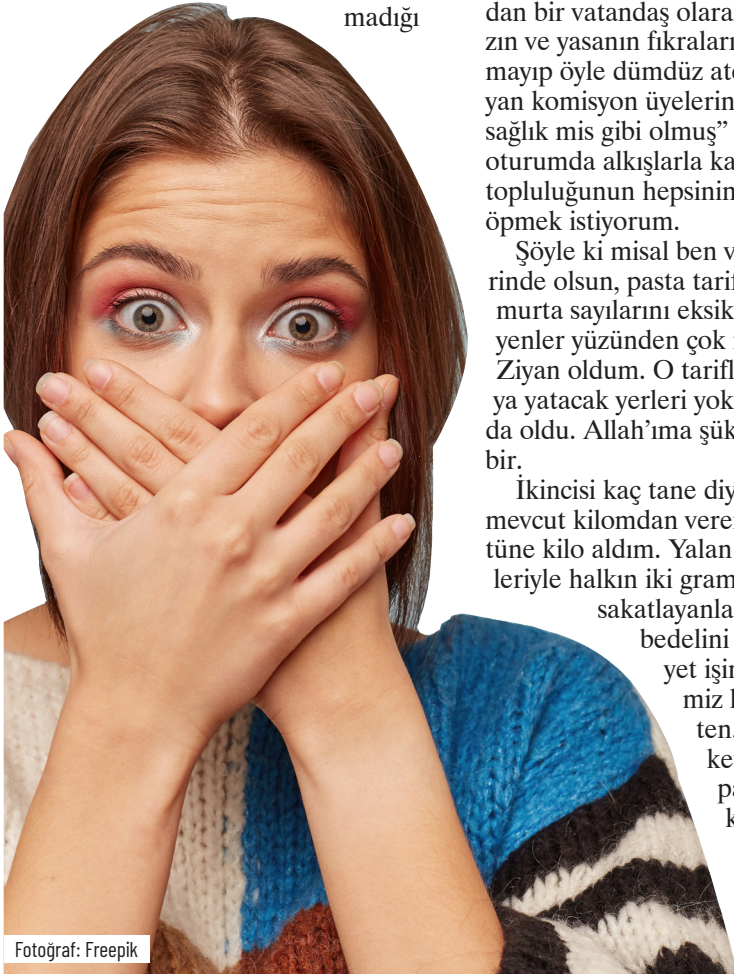 madığı
dan bir vatandaş olara
zın ve yasanın fıkraları
mayıp öyle dümdüz ate
yan komisyon üyelerin
sağlık mis gibi olmuş”
oturumda alkışlarla ka
topluluğunun hepsinin
öpmek istiyorum.
Şöyle ki misal ben v
rinde olsun, pasta tarif
murta sayılarını eksik
yenler yüzünden çok
Ziyan oldum. O tarifl
ya yatacak yerleri yok
da oldu. Allah’ıma şük
bir.
İkincisi kaç tane diy
mevcut kilomdan vere
tüne kilo aldım. Yalan
leriyle halkın iki gram
sakatlayanla
bedelini
yet işin
miz
ten.
ke
pa
k
Fotoğraf: Freepik